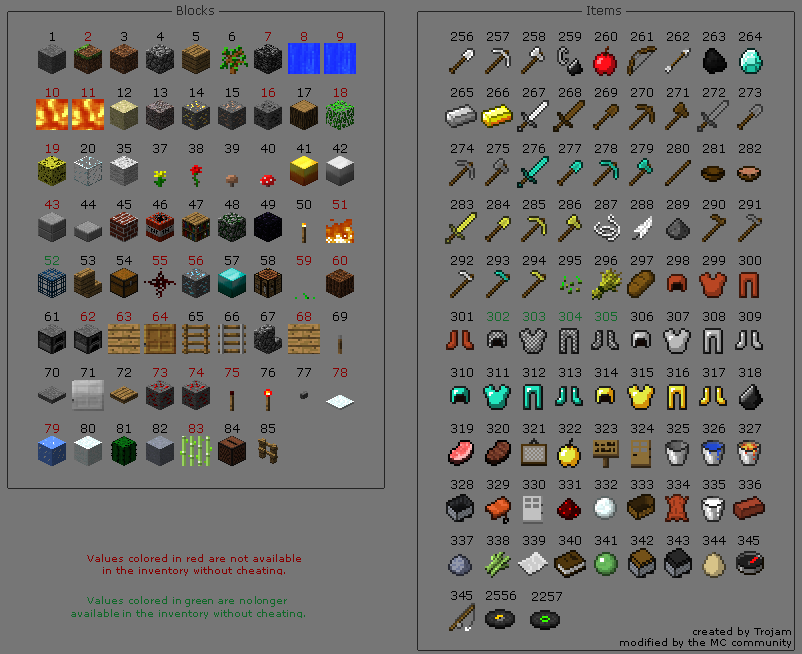 Blocks
Items
1 2 3 4 5 6 7 8 9
256 257 258 259 260 261 262 263 264
10 11 12 13 14 15 16 17 18
265 266 267 268 269 270 271 272 273
19 20 35 37 38 39 40 41 42
274 275 276 277 278 279 280 281 282
43 44 45 46 47 48 49 50 51
283 284 285 286 287 288 289 290 291
52 53 54 55 56 57 58 59 60
292 293 294 295 296 297 298 299 300
61 62 63 64 65 66 67 68 69
301 302 303 304 305 306 307 308 309
70 71 72 73 74 75 76 77 78
310 311 312 313 314 315 316 317 318
79 80 81 82 83 84 85
319 320 321 322 323 324 325 326 327
328 329 330 331 332 333 334 335 336
337 338 339 340 341 342 343 344 345
345 2556 2257
Values colored in red are not available
in the inventory without cheating.
Values colored in green are no longer
available in the inventory without cheating.
created by Trojam
modified by the MC community